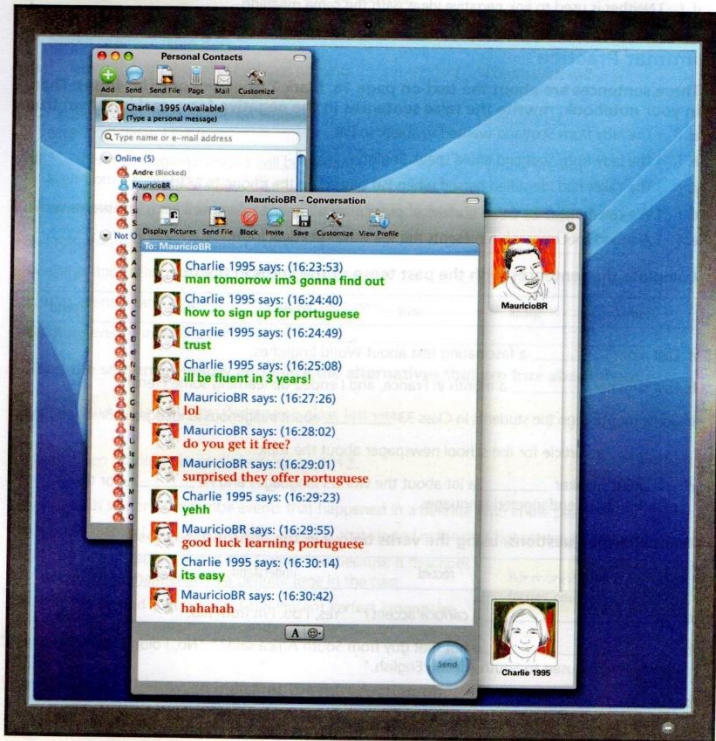 Personal Contacts
Add Send Send File Page Mail Customize
Charlie 1995 (Available)
(Type a personal message)
Type name or e-mail address
Online (5)
Andre (Blocked)
MauricioBR
MauricioBR – Conversation
Display Pictures Send File Block Invite Save Customize View Profile
To: MauricioBR
Charlie 1995 says: (16:23:53)
man tomorrow im3 gonna find out
Charlie 1995 says: (16:24:40)
how to sign up for portuguese
Charlie 1995 says: (16:24:49)
trust
Charlie 1995 says: (16:25:08)
ill be fluent in 3 years!
MauricioBR says: (16:27:26)
lol
MauricioBR says: (16:28:02)
do you get it free?
MauricioBR says: (16:29:01)
surprised they offer portuguese
Charlie 1995 says: (16:29:23)
yehh
MauricioBR says: (16:29:55)
good luck learning portuguese
Charlie 1995 says: (16:30:14)
its easy
MauricioBR says: (16:30:42)
hahahah
A
Send
MauricioBR
Charlie 1995